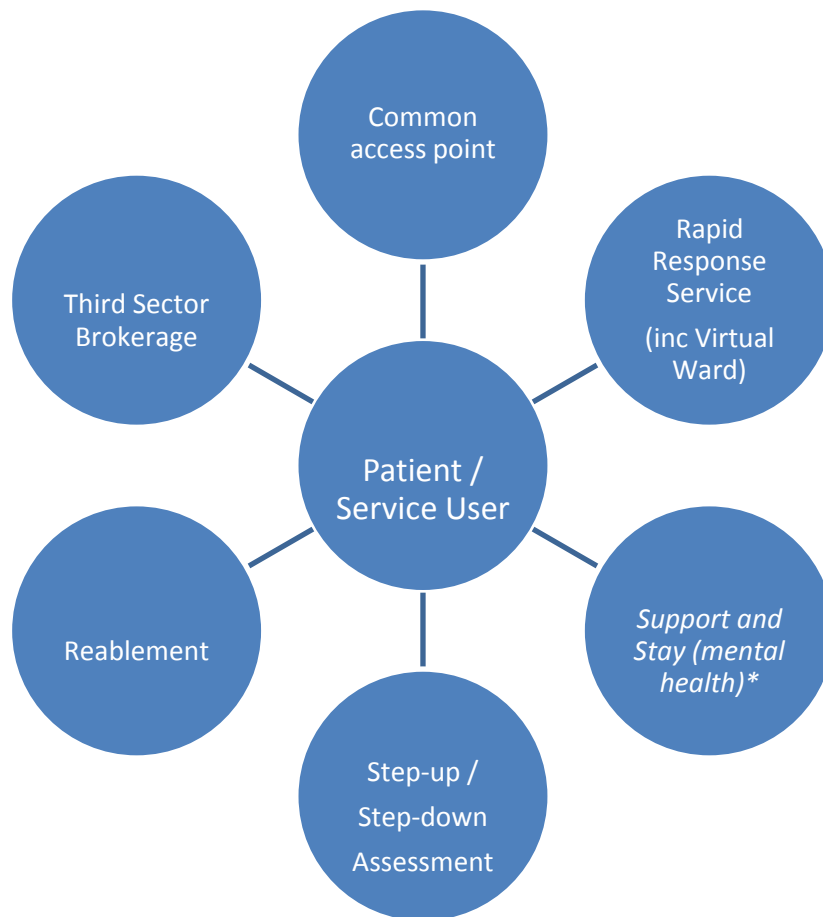 Common
access point
Rapid
Response
Service
(inc Virtual
Ward)
Third Sector
Brokerage
Patient /
Service User
Support and
Stay (mental
health)*
Reablement
Step-up /
Step-down
Assessment